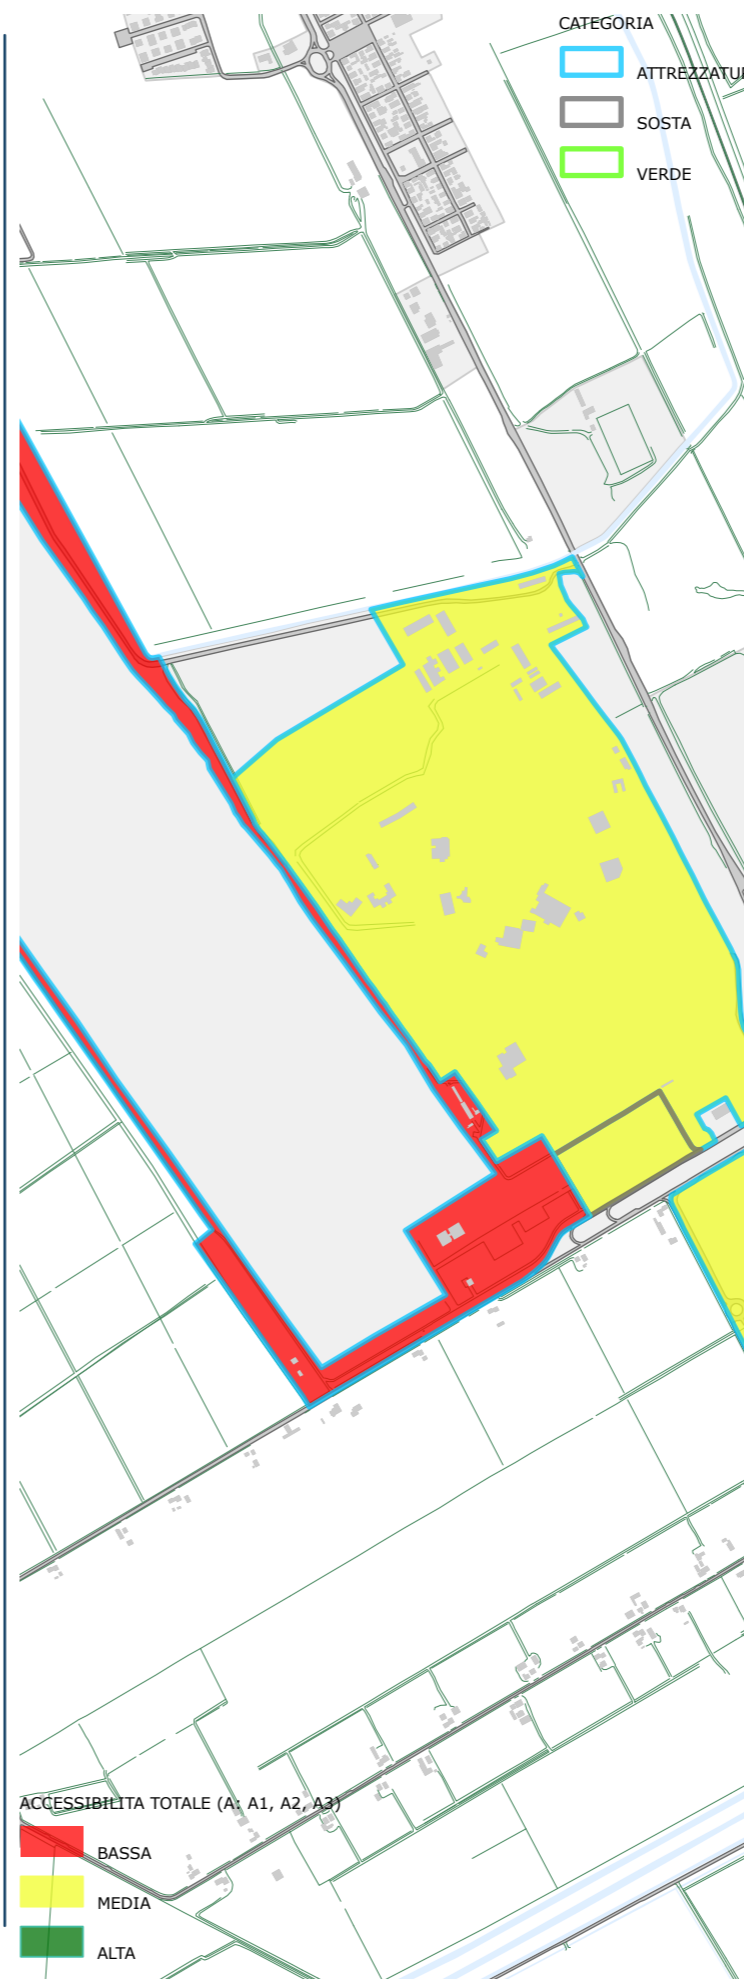 CATEGORIA
SOSTA
VERDE
ACCESSIBILITA TOTALE (A: A1, A2, A3)
BASSA
MEDIA
ALTA